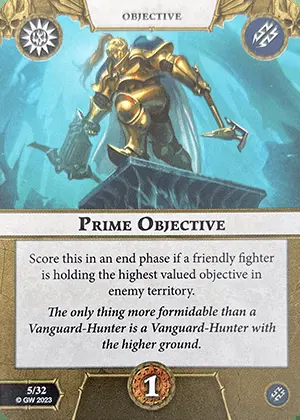 OBJECTIVE
PRIME OBJECTIVE
Score this in an end phase if a friendly fighter
is holding the highest valued objective in
enemy territory.
The only thing more formidable than a
Vanguard-Hunter is a Vanguard-Hunter with
the higher ground.
5/32
© GW 2023
1